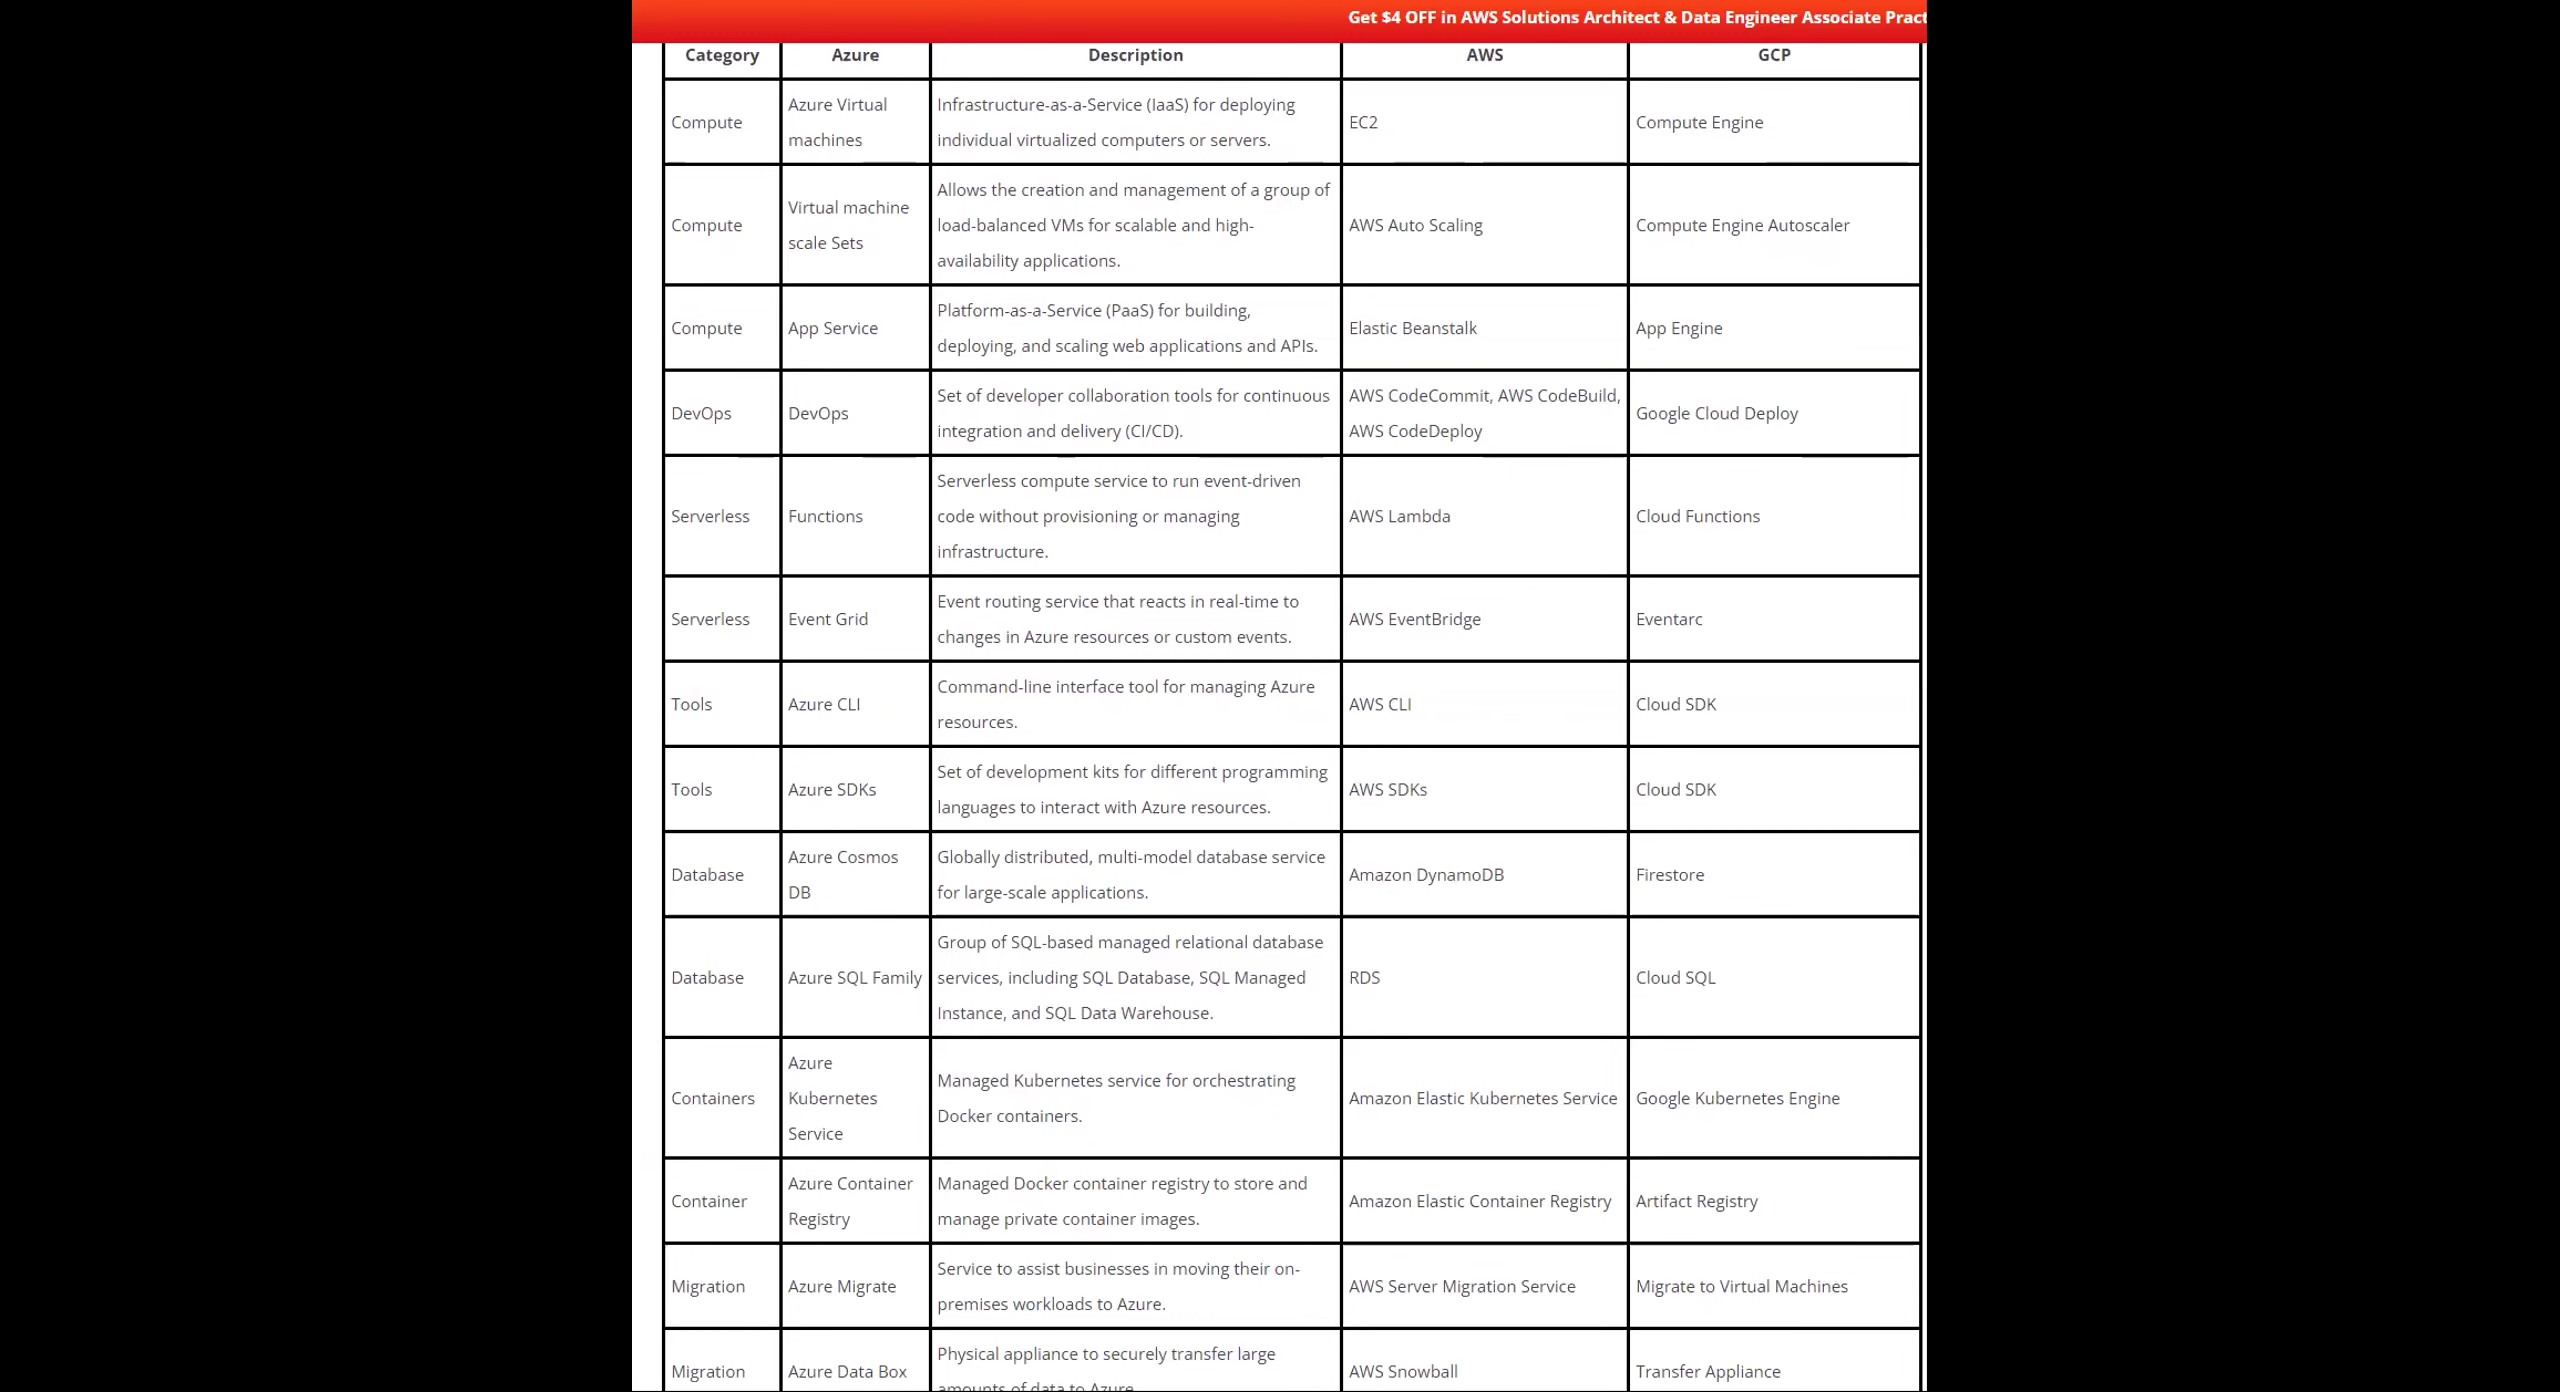 Get $4 OFF in AWS Solutions Architect & Data Engineer Associate Pract
Category Azure Description AWS GCP
Compute
Azure Virtual
machines
Infrastructure-as-a-Service (IaaS) for deploying
individual virtualized computers or servers.
EC2
Compute Engine
Compute
Virtual machine
scale Sets
Allows the creation and management of a group of
load-balanced VMs for scalable and high-
availability applications.
AWS Auto Scaling
Compute Engine Autoscaler
Compute
App Service
Platform-as-a-Service (PaaS) for building,
deploying, and scaling web applications and APIs.
Elastic Beanstalk
App Engine
DevOps
DevOps
Set of developer collaboration tools for continuous
integration and delivery (CI/CD).
AWS CodeCommit, AWS CodeBuild,
AWS CodeDeploy
Google Cloud Deploy
Serverless
Functions
Serverless compute service to run event-driven
code without provisioning or managing
infrastructure.
AWS Lambda
Cloud Functions
Serverless
Event Grid
Event routing service that reacts in real-time to
changes in Azure resources or custom events.
AWS EventBridge
Eventarc
Tools
Azure CLI
Command-line interface tool for managing Azure
resources.
AWS CLI
Cloud SDK
Tools
Azure SDKs
Set of development kits for different programming
languages to interact with Azure resources.
AWS SDKs
Cloud SDK
Database
Azure Cosmos
DB
Globally distributed, multi-model database service
for large-scale applications.
Amazon DynamoDB
Firestore
Database
Azure SQL Family
Group of SQL-based managed relational database
services, including SQL Database, SQL Managed
Instance, and SQL Data Warehouse.
RDS
Cloud SQL
Containers
Azure
Kubernetes
Service
Managed Kubernetes service for orchestrating
Docker containers.
Amazon Elastic Kubernetes Service
Google Kubernetes Engine
Container
Azure Container
Registry
Managed Docker container registry to store and
manage private container images.
Amazon Elastic Container Registry
Artifact Registry
Migration
Azure Migrate
Service to assist businesses in moving their on-
premises workloads to Azure.
AWS Server Migration Service
Migrate to Virtual Machines
Migration
Azure Data Box
Physical appliance to securely transfer large
amounts of data to Azure
AWS Snowball
Transfer Appliance